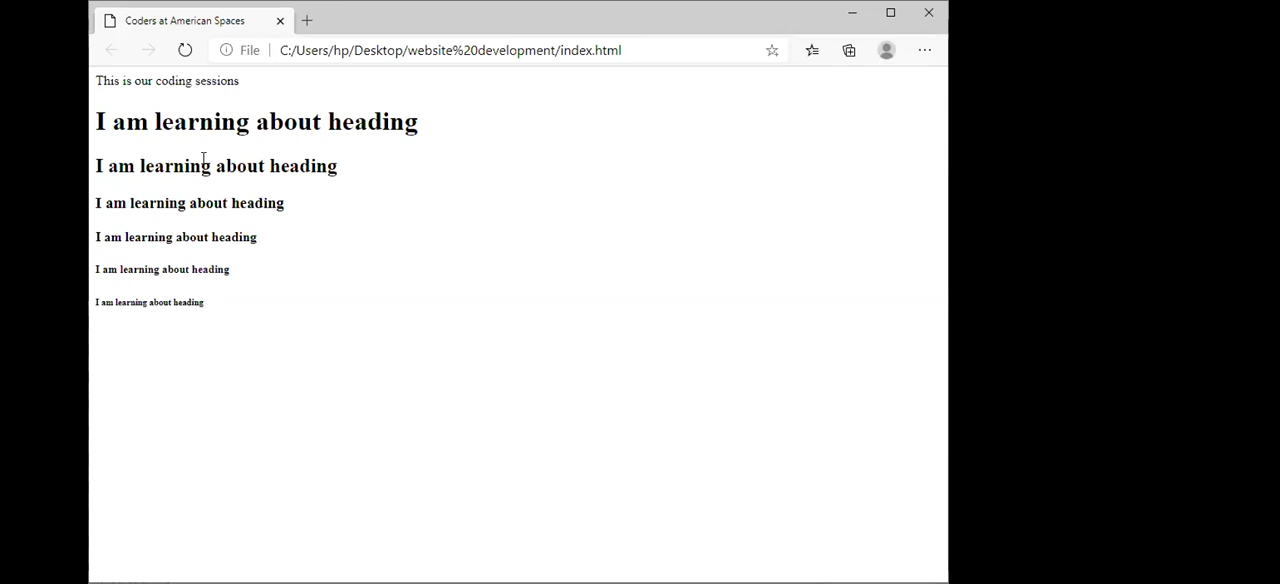 Coders at American Spaces
File
C:/Users/hp/Desktop/website%20development/index.html
This is our coding sessions
I am learning about heading
I am learning about heading
I am learning about heading
I am learning about heading
I am learning about heading
I am learning about heading